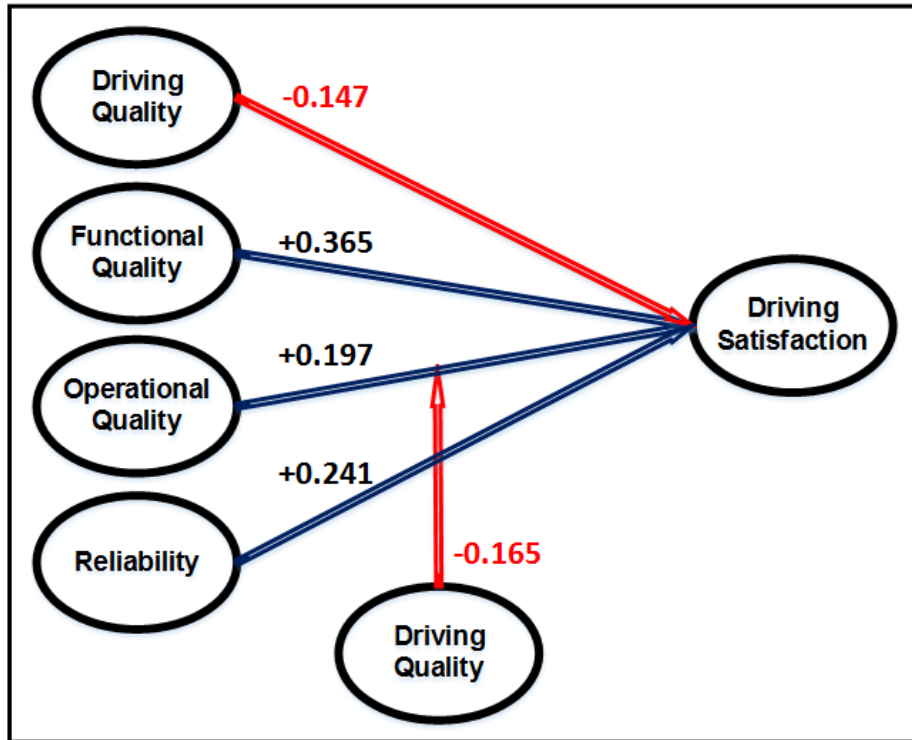 Driving
Quality
-0.147
Functional
Quality
+0.365
Driving
Satisfaction
Operational
Quality
+0.197
Reliability
+0.241
-0.165
Driving
Quality